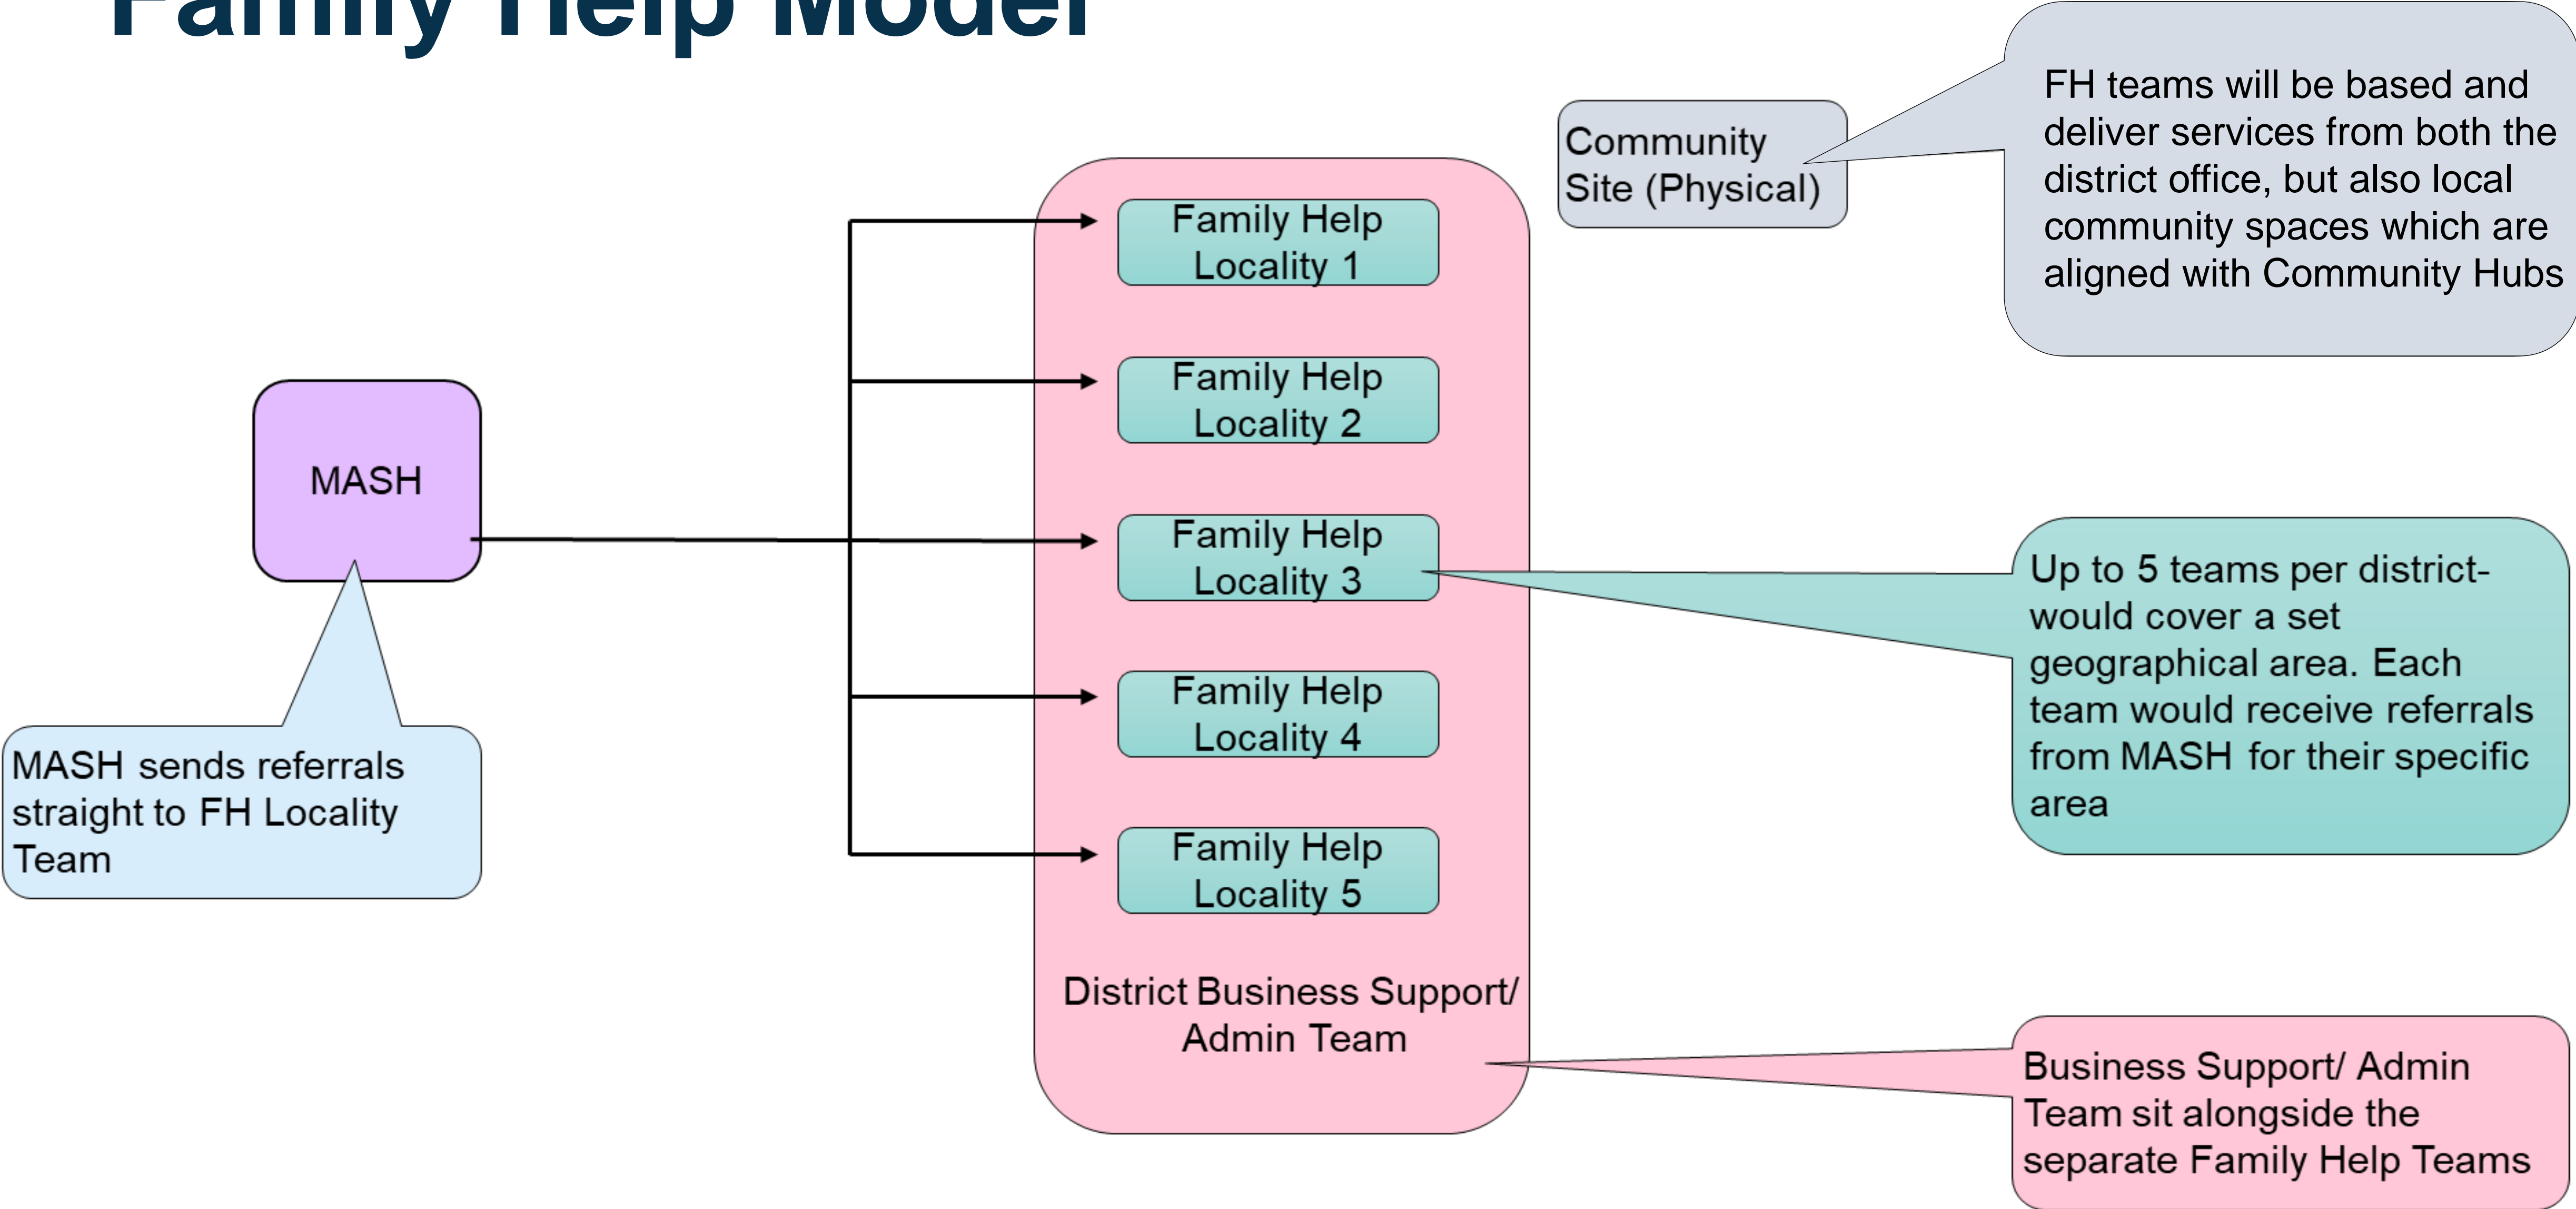 Family Help Model
FH teams will be based and
deliver services from both the
district office, but also local
community spaces which are
aligned with Community Hubs
Community
Site (Physical)
Family Help
Locality 1
Family Help
Locality 2
MASH
Family Help
Locality 3
Up to 5 teams per district-
would cover a set
geographical area. Each
team would receive referrals
from MASH for their specific
area
Family Help
Locality 4
MASH sends referrals
straight to FH Locality
Team
Family Help
Locality 5
District Business Support/
Admin Team
Business Support/ Admin
Team sit alongside the
separate Family Help Teams